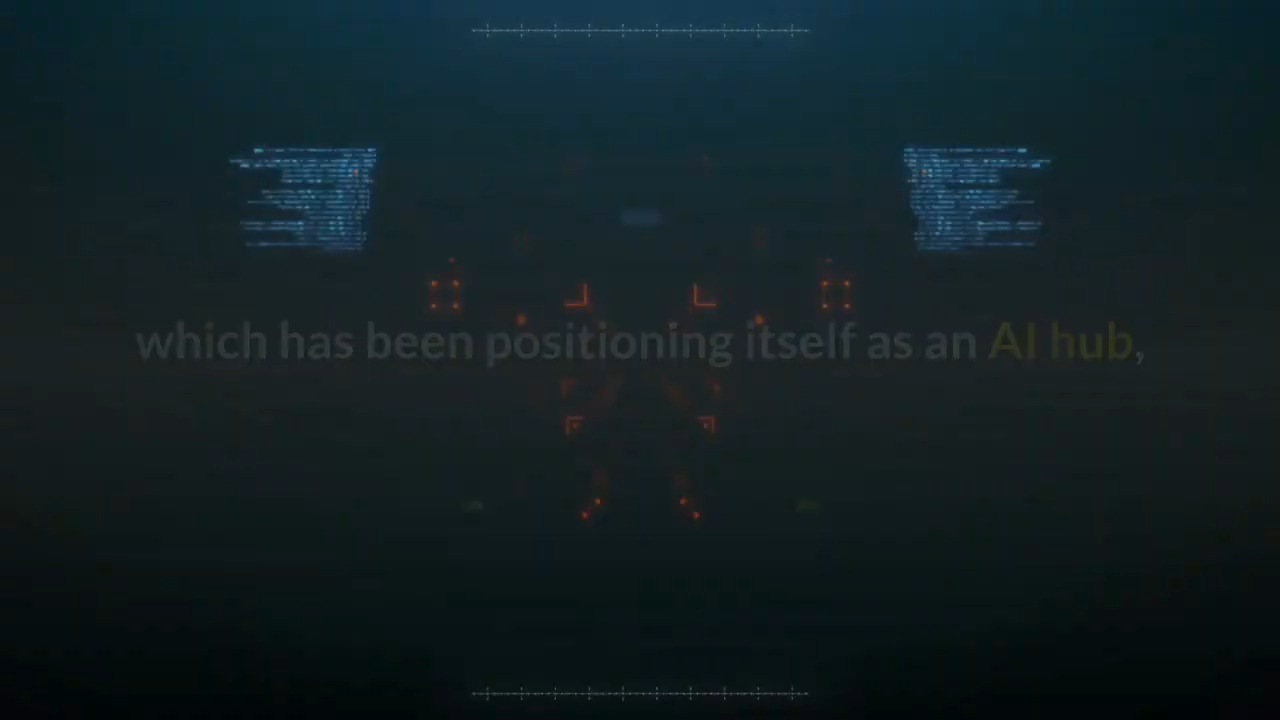 which has been positioning itself as an AI hub,